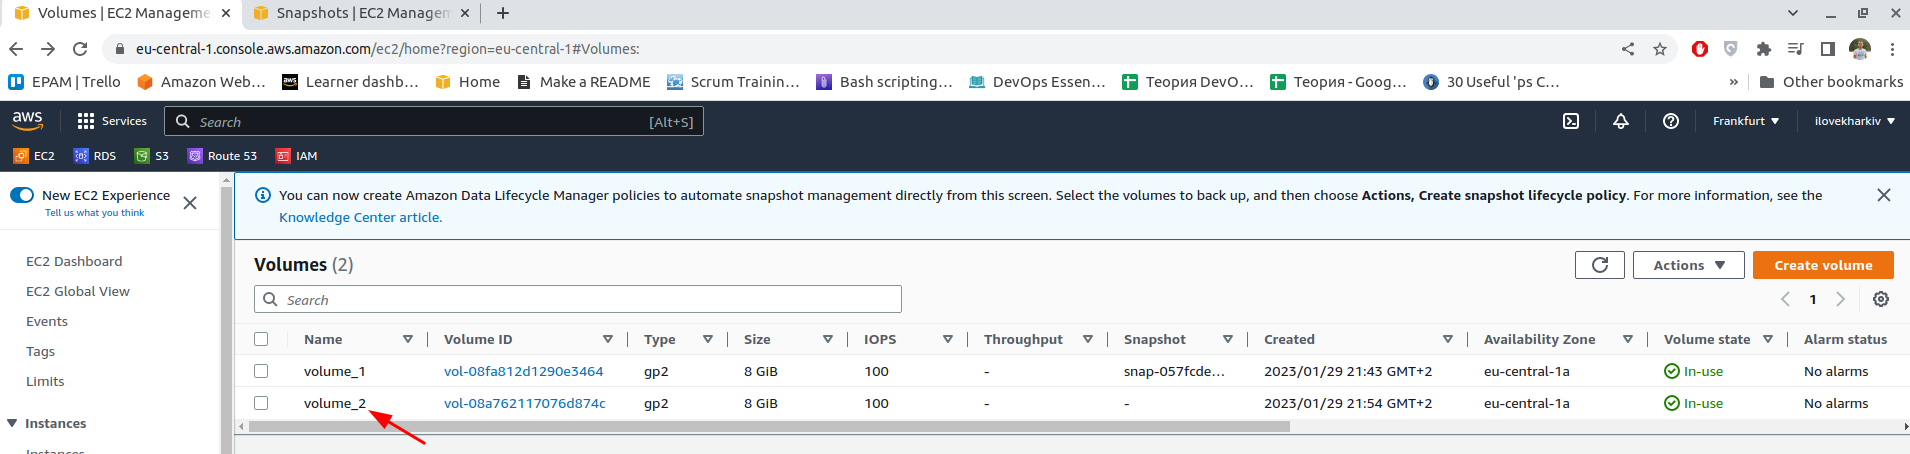 Volumes | EC2 Manageme
Snapshots | EC2 Managem
eu-central-1.console.aws.amazon.com/ec2/home?region=eu-central-1#Volumes:
EPAM | Trello
Amazon Web...
Learner dashb...
Home
Make a README
Scrum Trainin...
Bash scripting...
DevOps Essen...
Теория DevO...
Теория - Goog...
30 Useful 'ps C...
»
Other bookmarks
aws
Services
Search
[Alt+S]
Frankfurt
ilovekharkiv
EC2
RDS
S3
Route 53
IAM
New EC2 Experience
Tell us what you think
You can now create Amazon Data Lifecycle Manager policies to automate snapshot management directly from this screen. Select the volumes to back up, and then choose Actions, Create snapshot lifecycle policy. For more information, see the
Knowledge Center article.
EC2 Dashboard
EC2 Global View
Events
Tags
Limits
Instances
Instances
Volumes (2)
Actions
Create volume
Search
1
Name Volume ID Type Size IOPS Throughput Snapshot Created Availability Zone Volume state Alarm status
volume_1 vol-08fa812d1290e3464 gp2 8 GiB 100 - snap-057fcde... 2023/01/29 21:43 GMT+2 eu-central-1a In-use No alarms
volume_2 vol-08a762117076d874c gp2 8 GiB 100 - - 2023/01/29 21:54 GMT+2 eu-central-1a In-use No alarms